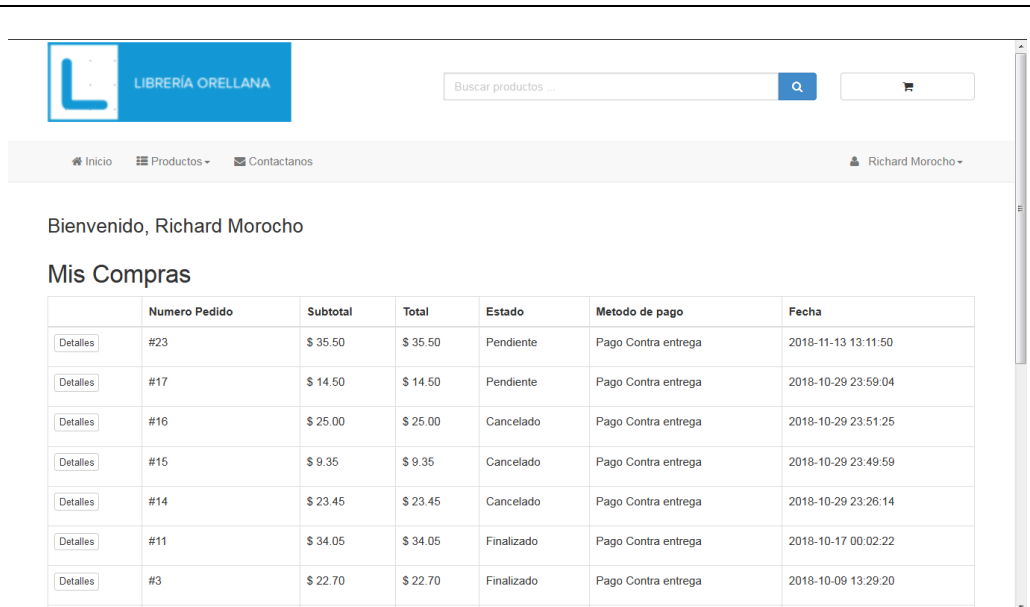 LIBRERÍA ORELLANA
Buscar productos ...
Inicio Productos Contactanos Richard Morocho
Bienvenido, Richard Morocho
Mis Compras
Numero Pedido Subtotal Total Estado Metodo de pago Fecha
Detalles #23 $ 35.50 $ 35.50 Pendiente Pago Contra entrega 2018-11-13 13:11:50
Detalles #17 $ 14.50 $ 14.50 Pendiente Pago Contra entrega 2018-10-29 23:59:04
Detalles #16 $ 25.00 $ 25.00 Cancelado Pago Contra entrega 2018-10-29 23:51:25
Detalles #15 $ 9.35 $ 9.35 Cancelado Pago Contra entrega 2018-10-29 23:49:59
Detalles #14 $ 23.45 $ 23.45 Cancelado Pago Contra entrega 2018-10-29 23:26:14
Detalles #11 $ 34.05 $ 34.05 Finalizado Pago Contra entrega 2018-10-17 00:02:22
Detalles #3 $ 22.70 $ 22.70 Finalizado Pago Contra entrega 2018-10-09 13:29:20